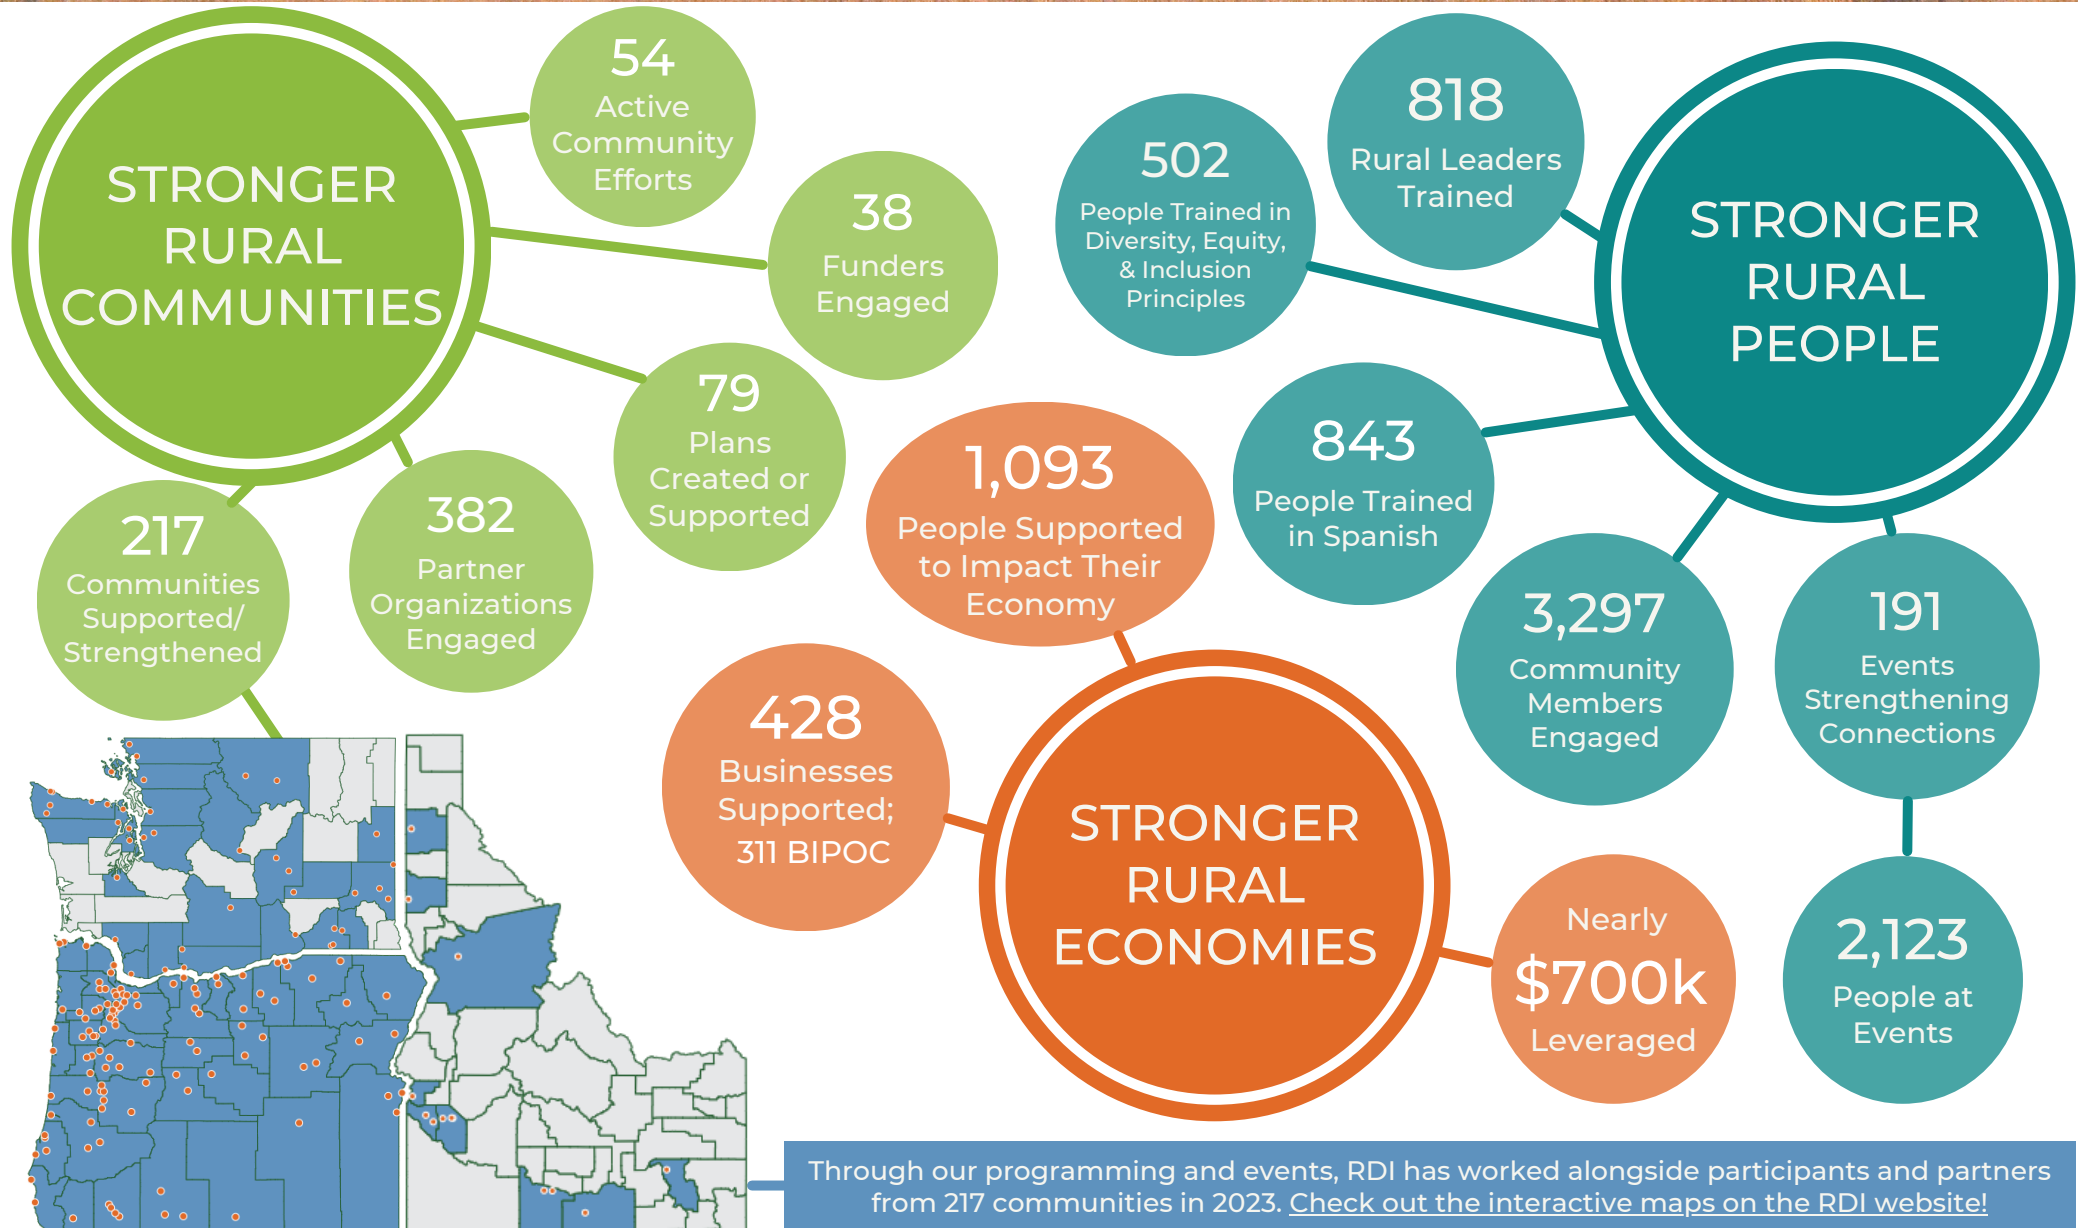 STRONGER
RURAL
COMMUNITIES
54
Active
Community
Efforts
38
Funders
Engaged
79
Plans
Created or
Supported
382
Partner
Organizations
Engaged
217
Communities
Supported/
Strengthened
STRONGER
RURAL
PEOPLE
818
Rural Leaders
Trained
502
People Trained in
Diversity, Equity,
& Inclusion
Principles
843
People Trained
in Spanish
3,297
Community
Members
Engaged
191
Events
Strengthening
Connections
2,123
People at
Events
STRONGER
RURAL
ECONOMIES
1,093
People Supported
to Impact Their
Economy
428
Businesses
Supported;
311 BIPOC
Nearly
$700k
Leveraged
Through our programming and events, RDI has worked alongside participants and partners
from 217 communities in 2023. Check out the interactive maps on the RDI website!